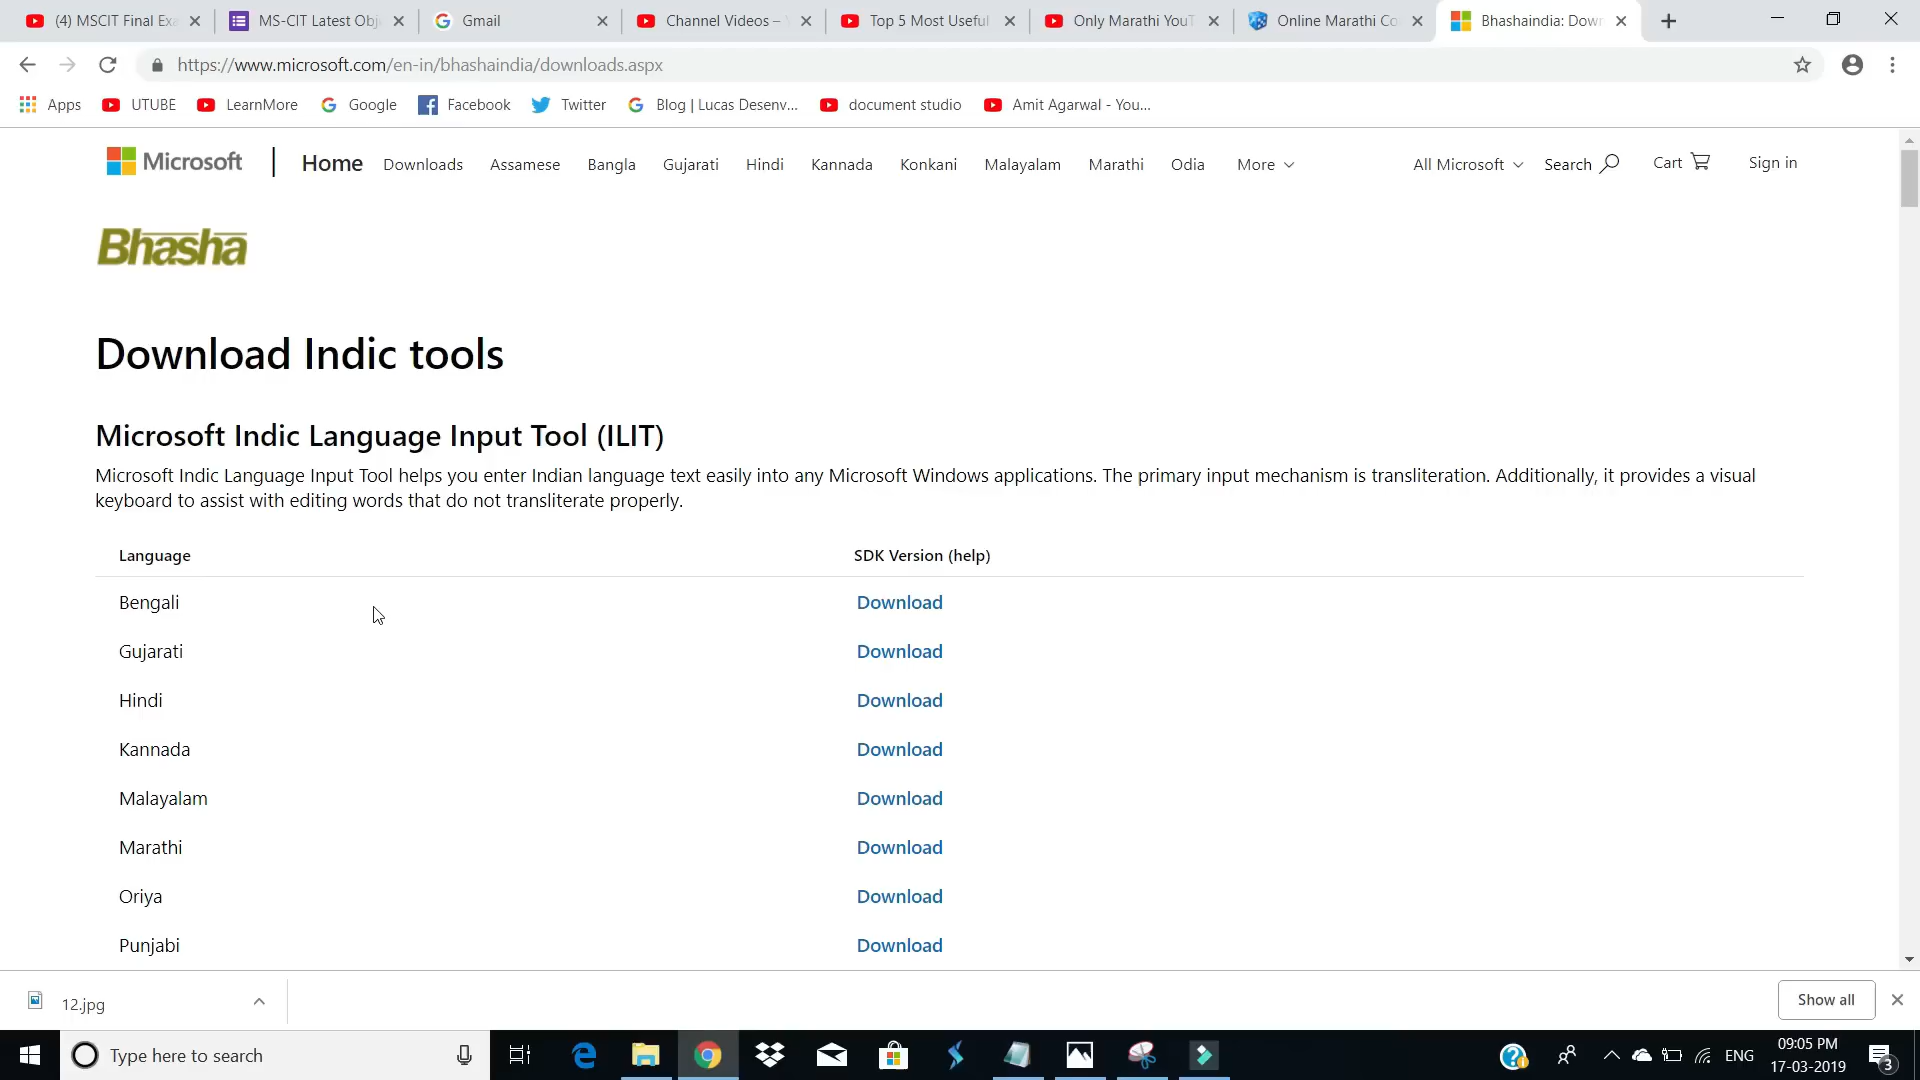 (4) MSCIT Final Exa
MS-CIT Latest Obj
Gmail
Channel Videos –
Top 5 Most Useful
Only Marathi YouT
Online Marathi Co
Bhashaindia: Down
https://www.microsoft.com/en-in/bhashaindia/downloads.aspx
Apps UTUBE LearnMore Google Facebook Twitter Blog | Lucas Desenv... document studio Amit Agarwal - You...
Microsoft Home Downloads Assamese Bangla Gujarati Hindi Kannada Konkani Malayalam Marathi Odia More All Microsoft Search Cart Sign in
Bhasha
Download Indic tools
Microsoft Indic Language Input Tool (ILIT)
Microsoft Indic Language Input Tool helps you enter Indian language text easily into any Microsoft Windows applications. The primary input mechanism is transliteration. Additionally, it provides a visual
keyboard to assist with editing words that do not transliterate properly.
Language SDK Version (help)
Bengali Download
Gujarati Download
Hindi Download
Kannada Download
Malayalam Download
Marathi Download
Oriya Download
Punjabi Download
12.jpg Show all
Type here to search
ENG
09:05 PM
17-03-2019
3